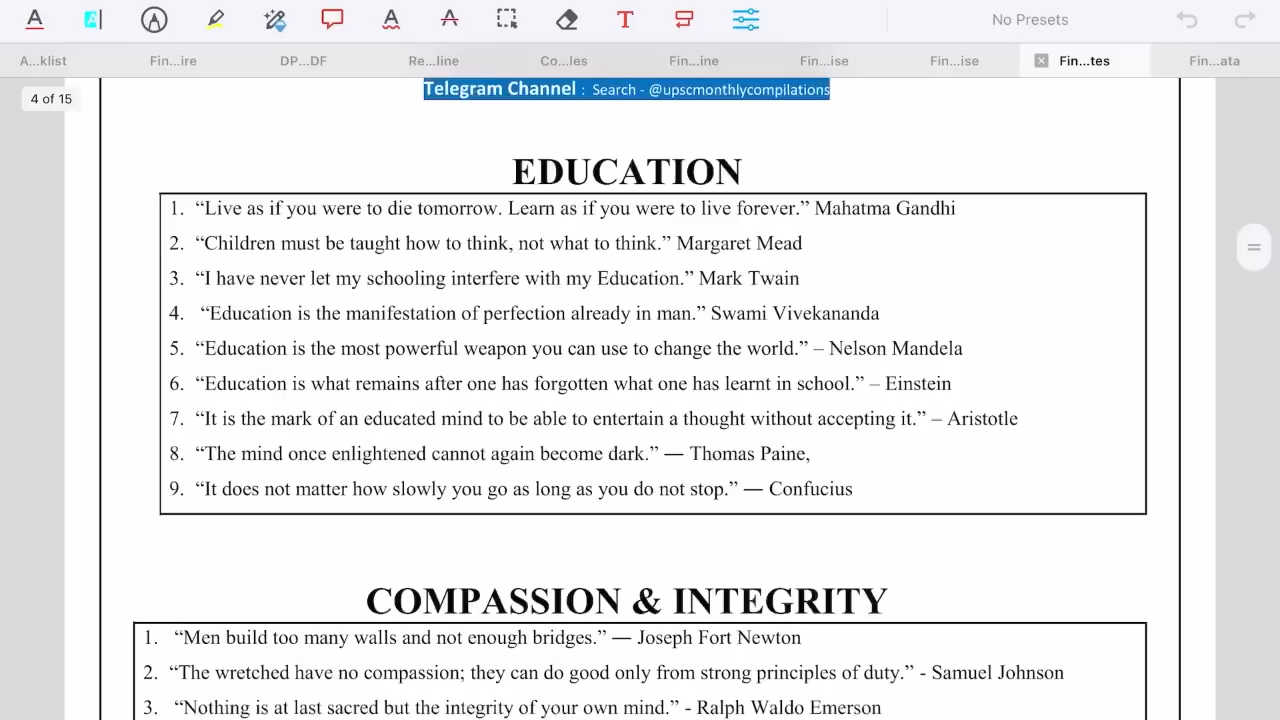 No Presets
A...klist
Fin...ire
DP...DF
Re...line
Co...les
Fin...ine
Fin...ise
Fin...ise
Fin...tes
Fin...ata
4 of 15
Telegram Channel : Search - @upscmonthlycompilations
EDUCATION
1. “Live as if you were to die tomorrow. Learn as if you were to live forever.” Mahatma Gandhi
2. “Children must be taught how to think, not what to think.” Margaret Mead
3. “I have never let my schooling interfere with my Education.” Mark Twain
4. “Education is the manifestation of perfection already in man.” Swami Vivekananda
5. “Education is the most powerful weapon you can use to change the world.” – Nelson Mandela
6. “Education is what remains after one has forgotten what one has learnt in school.” – Einstein
7. “It is the mark of an educated mind to be able to entertain a thought without accepting it.” – Aristotle
8. “The mind once enlightened cannot again become dark.” — Thomas Paine,
9. “It does not matter how slowly you go as long as you do not stop.” — Confucius
COMPASSION & INTEGRITY
1. “Men build too many walls and not enough bridges.” — Joseph Fort Newton
2. “The wretched have no compassion; they can do good only from strong principles of duty.” - Samuel Johnson
3. “Nothing is at last sacred but the integrity of your own mind.” - Ralph Waldo Emerson